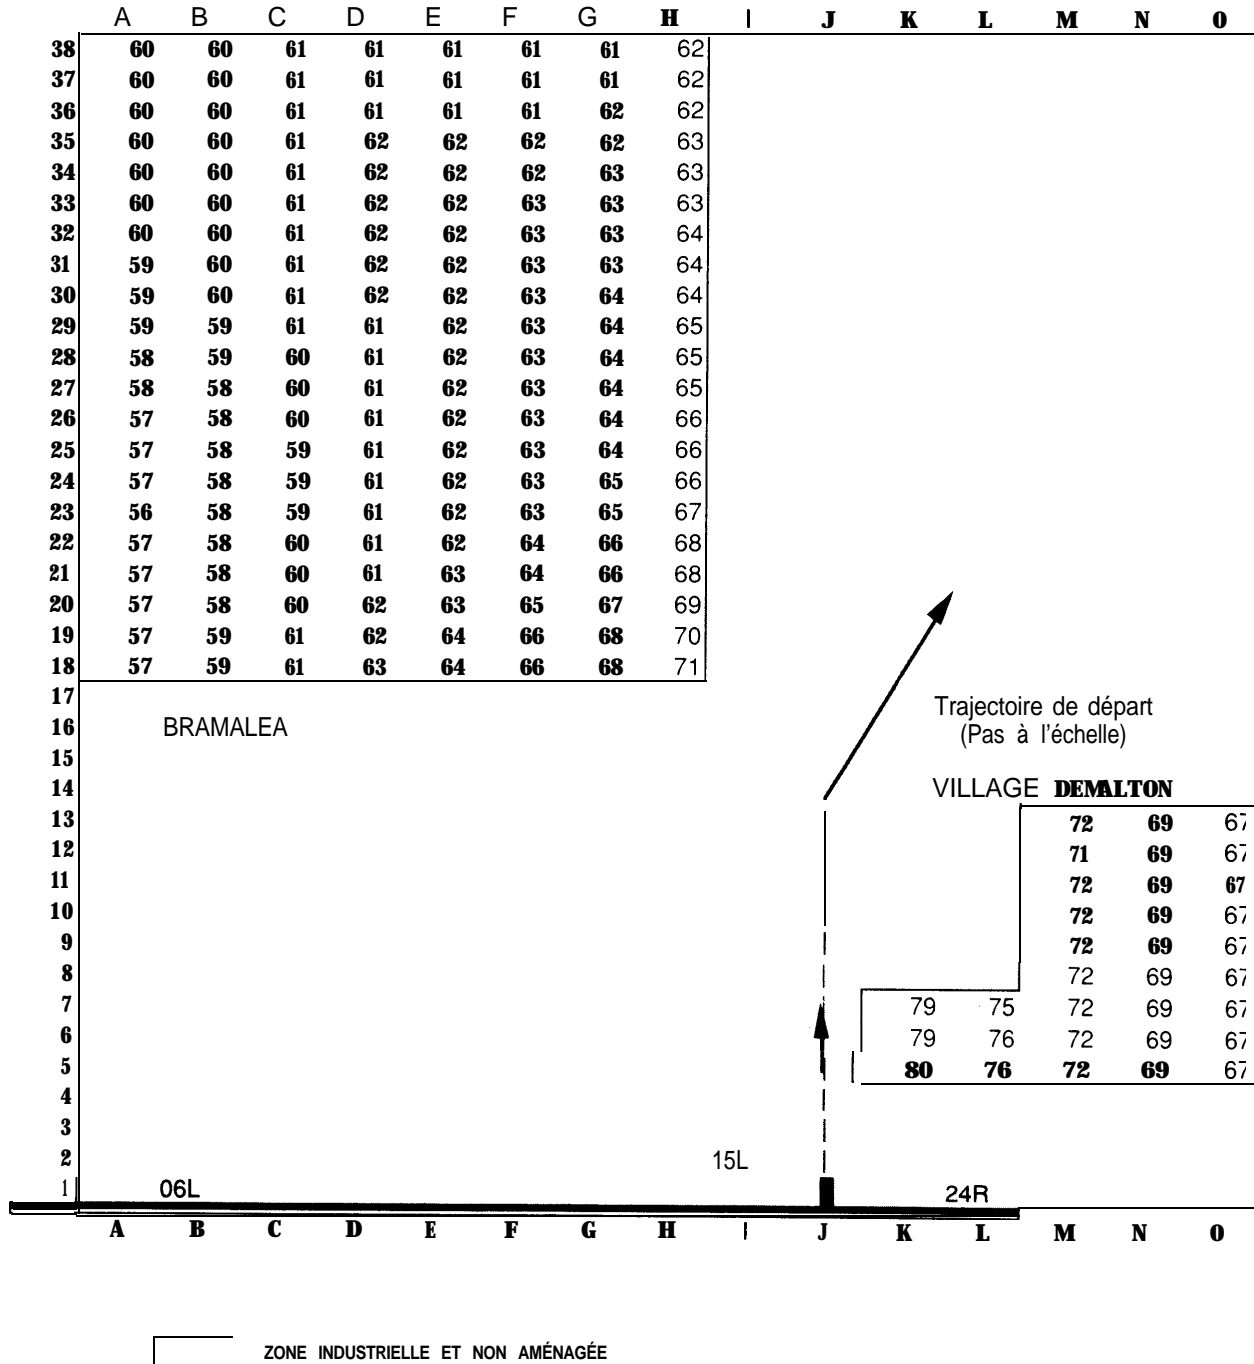 A B C D E F G H I J K L M N O
38 60 60 61 61 61 61 61 62
37 60 60 61 61 61 61 61 62
36 60 60 61 61 61 61 62 62
35 60 60 61 62 62 62 62 63
34 60 60 61 62 62 62 63 63
33 60 60 61 62 62 63 63 63
32 60 60 61 62 62 63 63 64
31 59 60 61 62 62 63 63 64
30 59 60 61 62 62 63 64 64
29 59 59 61 61 62 63 64 65
28 58 59 60 61 62 63 64 65
27 58 58 60 61 62 63 64 65
26 57 58 60 61 62 63 64 66
25 57 58 59 61 62 63 64 66
24 57 58 59 61 62 63 65 66
23 56 58 59 61 62 63 65 67
22 57 58 60 61 62 64 66 68
21 57 58 60 61 63 64 66 68
20 57 58 60 62 63 65 67 69
19 57 59 61 62 64 66 68 70
18 57 59 61 63 64 66 68 71
17
Trajectoire de départ
16 BRAMALEA
(Pas à l'échelle)
15
14 VILLAGE DEMALTON
13 72 69 67
12 71 69 67
11 72 69 67
10 72 69 67
9 72 69 67
8 72 69 67
7 79 75 72 69 67
6 79 76 72 69 67
5 80 76 72 69 67
4
3
2 15L
1 06L 24R
A B C D E F G H I J K L M N O
ZONE INDUSTRIELLE ET NON AMÉNAGÉE